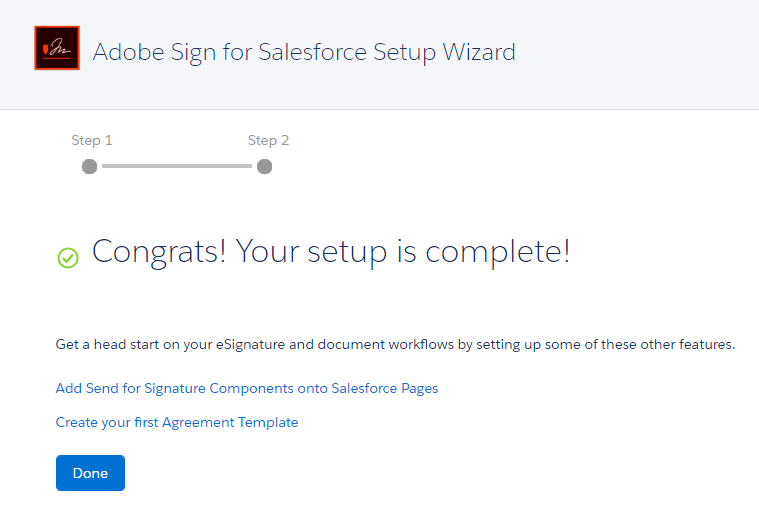 Adobe Sign for Salesforce Setup Wizard
Step 1 Step 2
Congrats! Your setup is complete!
Get a head start on your eSignature and document workflows by setting up some of these other features.
Add Send for Signature Components onto Salesforce Pages
Create your first Agreement Template
Done